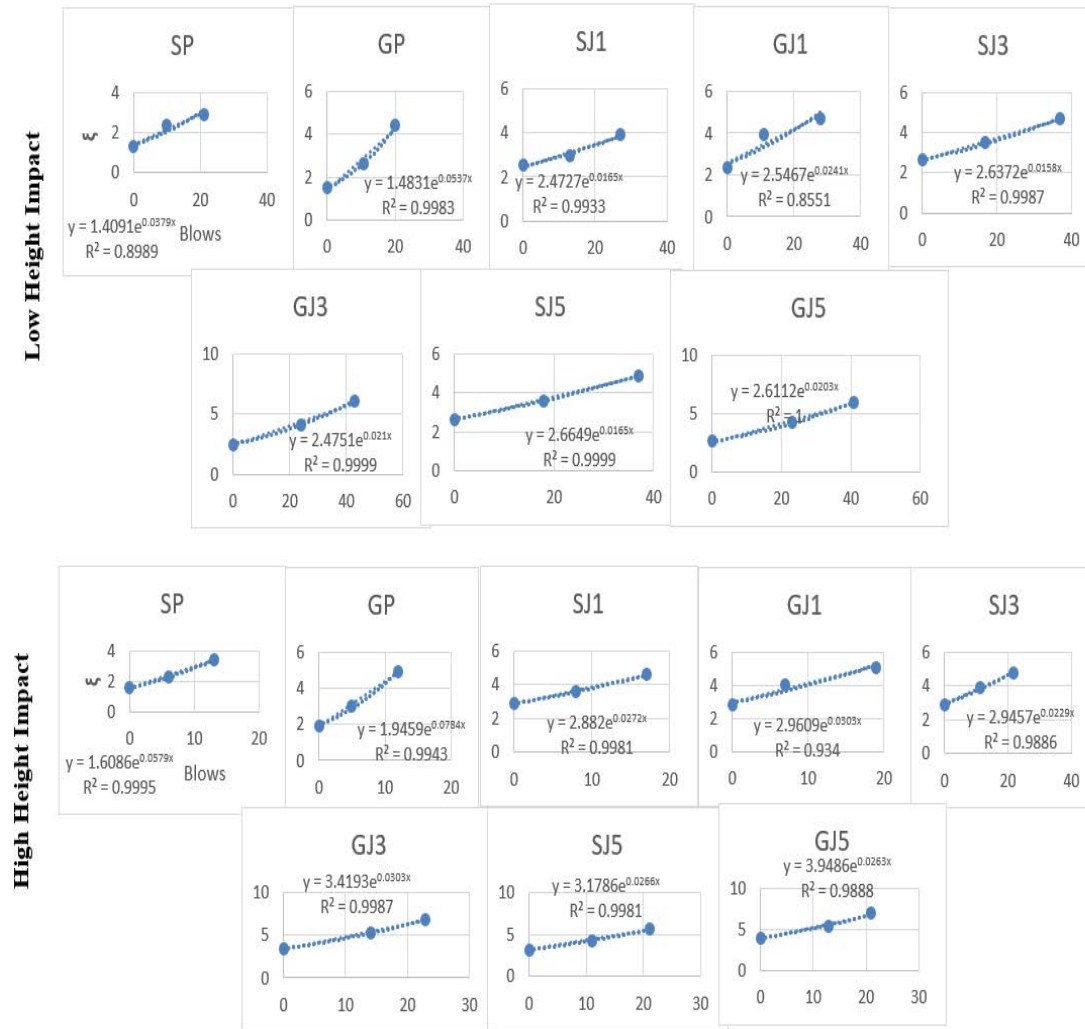 Low Height Impact
SP
ξ
4
2
0
0 20 40
y = 1.4091e^0.0379x
R² = 0.8989
Blows
GP
6
4
2
0
y = 1.4831e^0.0537x
R² = 0.9983
0 20 40
SJ1
6
4
2
0
y = 2.4727e^0.0165x
R² = 0.9933
0 20 40
GJ1
6
4
2
0
y = 2.5467e^0.0241x
R² = 0.8551
0 20 40
SJ3
6
4
2
0
y = 2.6372e^0.0158x
R² = 0.9987
0 20 40
GJ3
10
5
0
y = 2.4751e^0.021x
R² = 0.9999
0 20 40 60
SJ5
6
4
2
0
y = 2.6649e^0.0165x
R² = 0.9999
0 20 40
GJ5
10
5
0
y = 2.6112e^0.0203x
R² = 1
0 20 40 60
High Height Impact
SP
ξ
4
2
0
0 10 20
y = 1.6086e^0.0579x
R² = 0.9995
Blows
GP
6
4
2
0
y = 1.9459e^0.0784x
R² = 0.9943
0 10 20
SJ1
6
4
2
0
y = 2.882e^0.0272x
R² = 0.9981
0 10 20
GJ1
6
4
2
0
y = 2.9609e^0.0303x
R² = 0.934
0 10 20
SJ3
6
4
2
0
y = 2.9457e^0.0229x
R² = 0.9886
0 20 40
GJ3
y = 3.4193e^0.0303x
R² = 0.9987
10
5
0
0 10 20 30
SJ5
y = 3.1786e^0.0266x
R² = 0.9981
10
5
0
0 10 20 30
GJ5
y = 3.9486e^0.0263x
R² = 0.9888
10
5
0
0 10 20 30